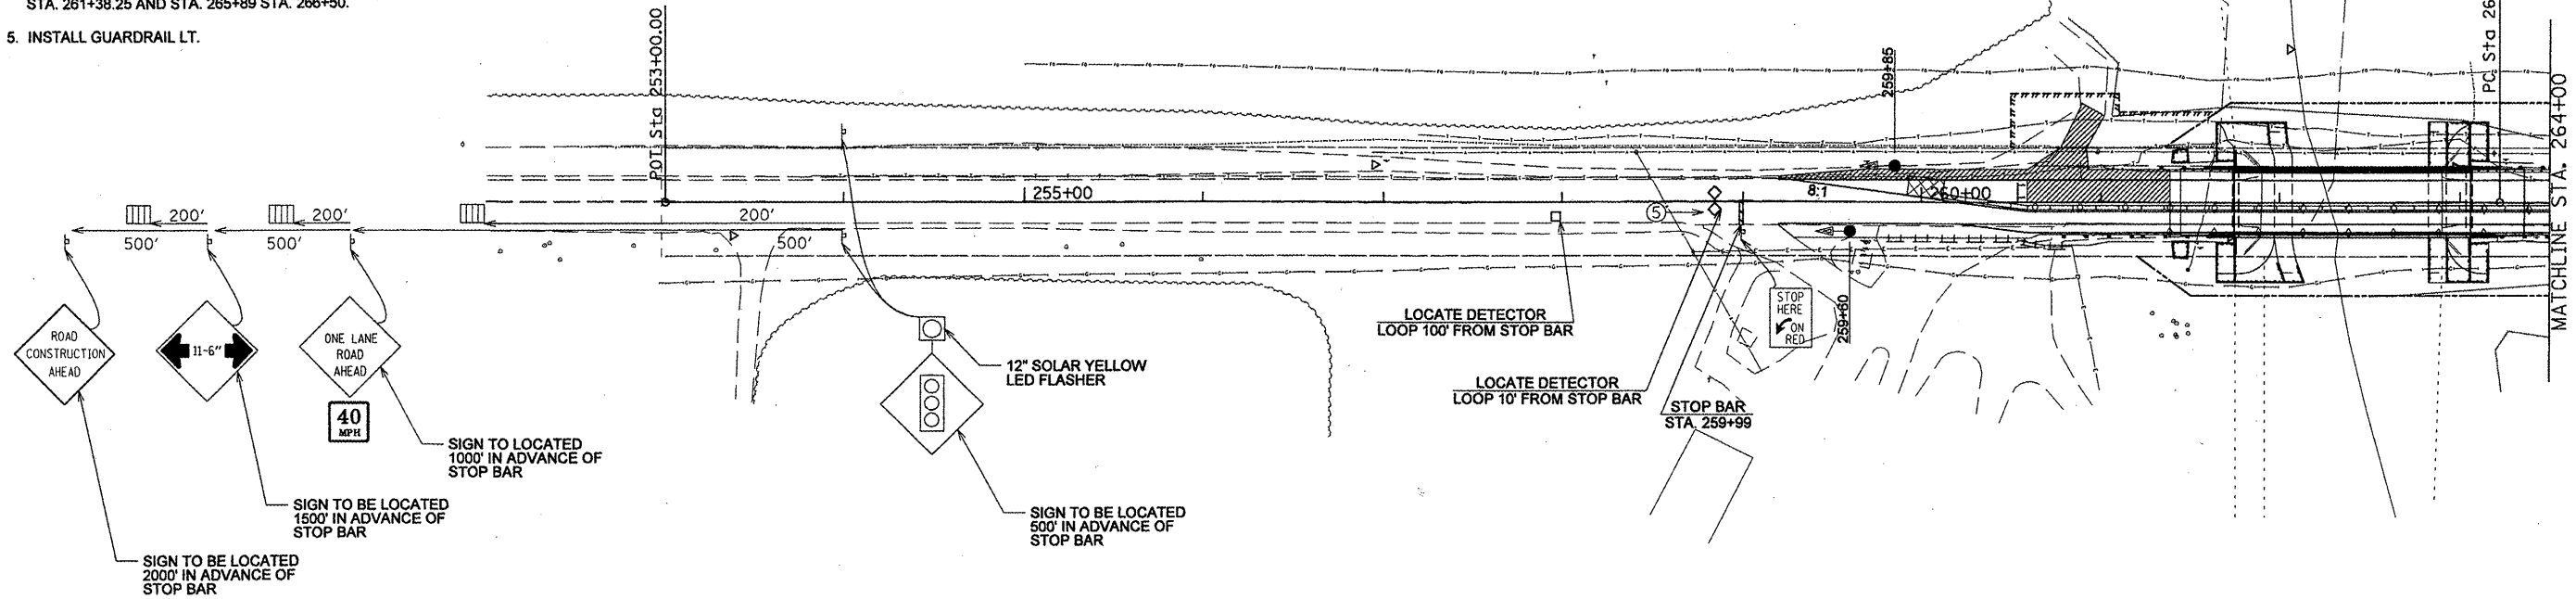 STA. 261+38.25 AND STA. 265+89 STA. 266+50.
5. INSTALL GUARDRAIL LT.
POT Sta 253+00.00
255+00
259+85
8:1
260+00
PC Sta 26
MATCHLINE STA. 264+00
200'
200'
200'
500'
500'
500'
5
ROAD
CONSTRUCTION
AHEAD
11-6"
ONE LANE
ROAD
AHEAD
40
MPH
12" SOLAR YELLOW
LED FLASHER
LOCATE DETECTOR
LOOP 100' FROM STOP BAR
LOCATE DETECTOR
LOOP 10' FROM STOP BAR
STOP BAR
STA. 259+99
STOP
HERE
ON
RED
259+60
SIGN TO LOCATED
1000' IN ADVANCE OF
STOP BAR
SIGN TO BE LOCATED
1500' IN ADVANCE OF
STOP BAR
SIGN TO BE LOCATED
2000' IN ADVANCE OF
STOP BAR
SIGN TO BE LOCATED
500' IN ADVANCE OF
STOP BAR